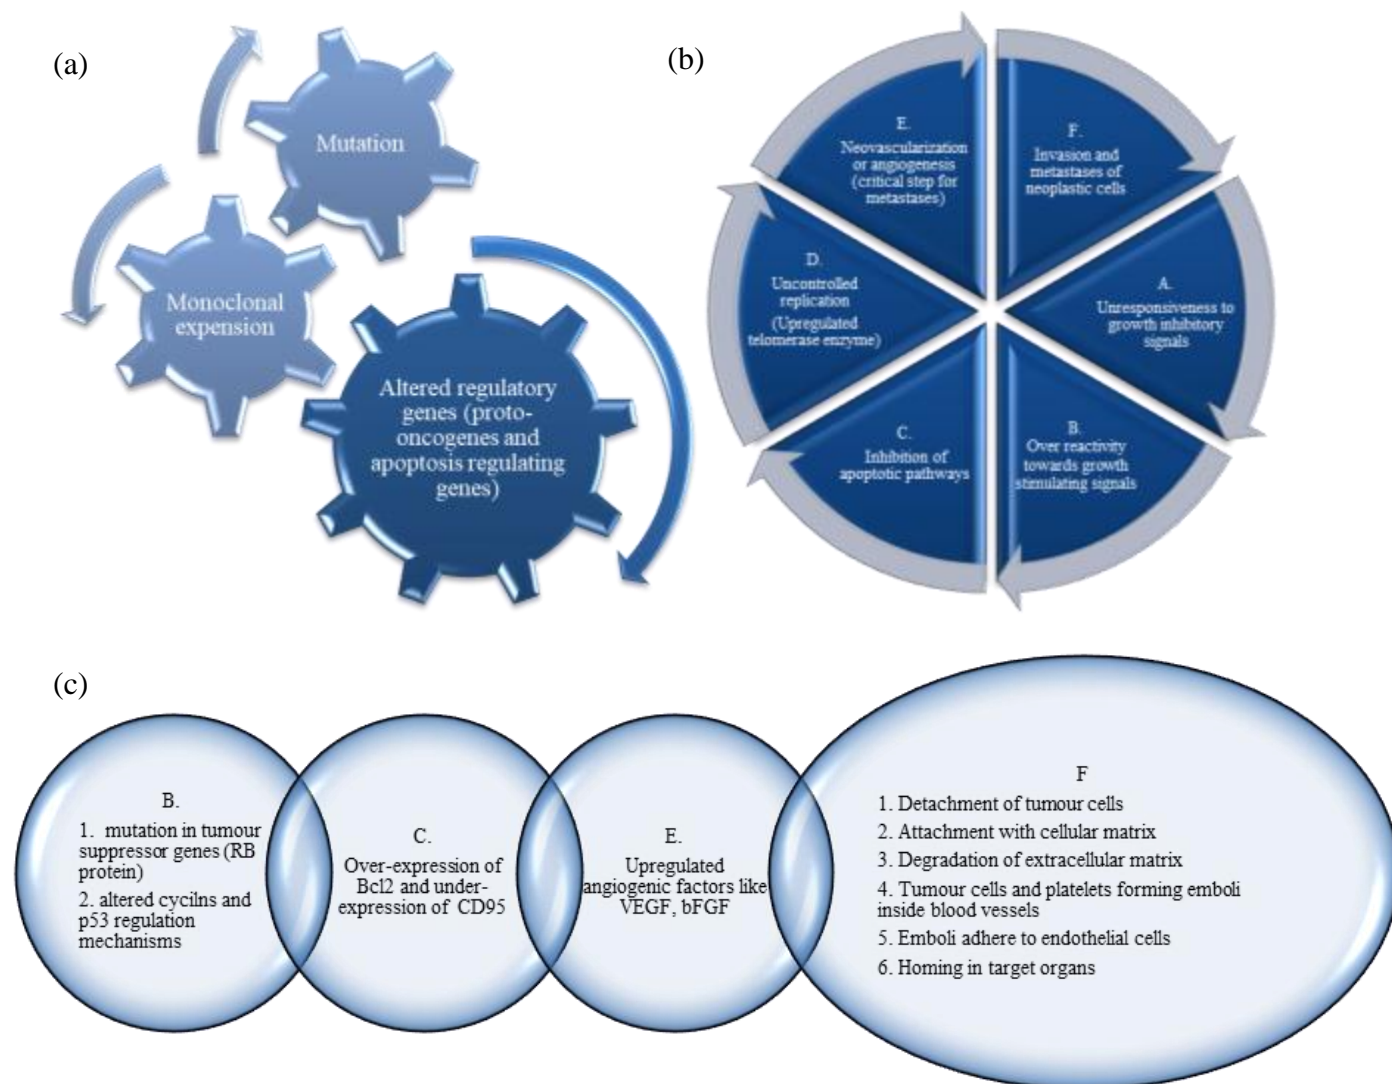 (a)
Mutation
Monoclonal
expension
Altered regulatory
genes (proto-
oncogenes and
apoptosis regulating
genes)
(b)
E.
Neovascularization
or angiogenesis
(critical step for
metastases)
F.
Invasion and
metastases of
neoplastic cells
D.
Uncontrolled
replication
(Upregulated
telomerase enzyme)
A.
Unresponsiveness to
growth inhibitory
signals
C.
Inhibition of
apoptotic pathways
B.
Over reactivity
towards growth
stimulating signals
(c)
B.
1. mutation in tumour
suppressor genes (RB
protein)
2. altered cycilns and
p53 regulation
mechanisms
C.
Over-expression of
Bcl2 and under-
expression of CD95
E.
Upregulated
angiogenic factors like
VEGF, bFGF
F
1. Detachment of tumour cells
2. Attachment with cellular matrix
3. Degradation of extracellular matrix
4. Tumour cells and platelets forming emboli
inside blood vessels
5. Emboli adhere to endothelial cells
6. Homing in target organs